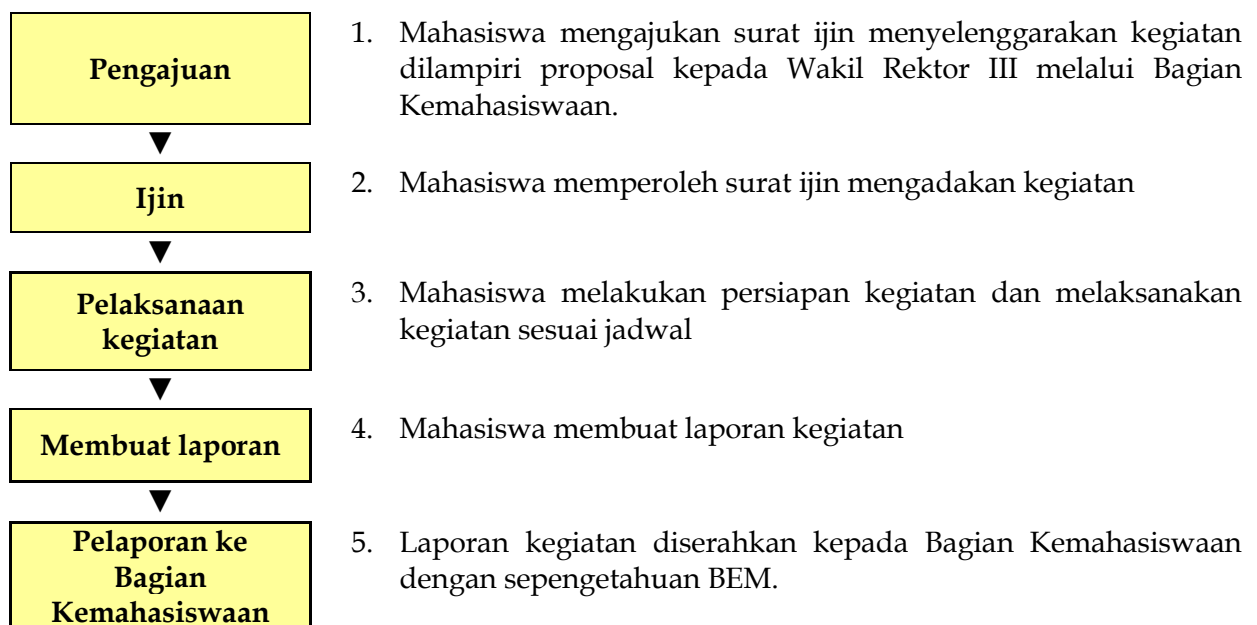 Pengajuan
1. Mahasiswa mengajukan surat ijin menyelenggarakan kegiatan
dilampiri proposal kepada Wakil Rektor III melalui Bagian
Kemahasiswaan.
▼
Ijin
2. Mahasiswa memperoleh surat ijin mengadakan kegiatan
▼
Pelaksanaan
kegiatan
3. Mahasiswa melakukan persiapan kegiatan dan melaksanakan
kegiatan sesuai jadwal
▼
Membuat laporan
4. Mahasiswa membuat laporan kegiatan
▼
Pelaporan ke
Bagian
Kemahasiswaan
5. Laporan kegiatan diserahkan kepada Bagian Kemahasiswaan
dengan sepengetahuan BEM.